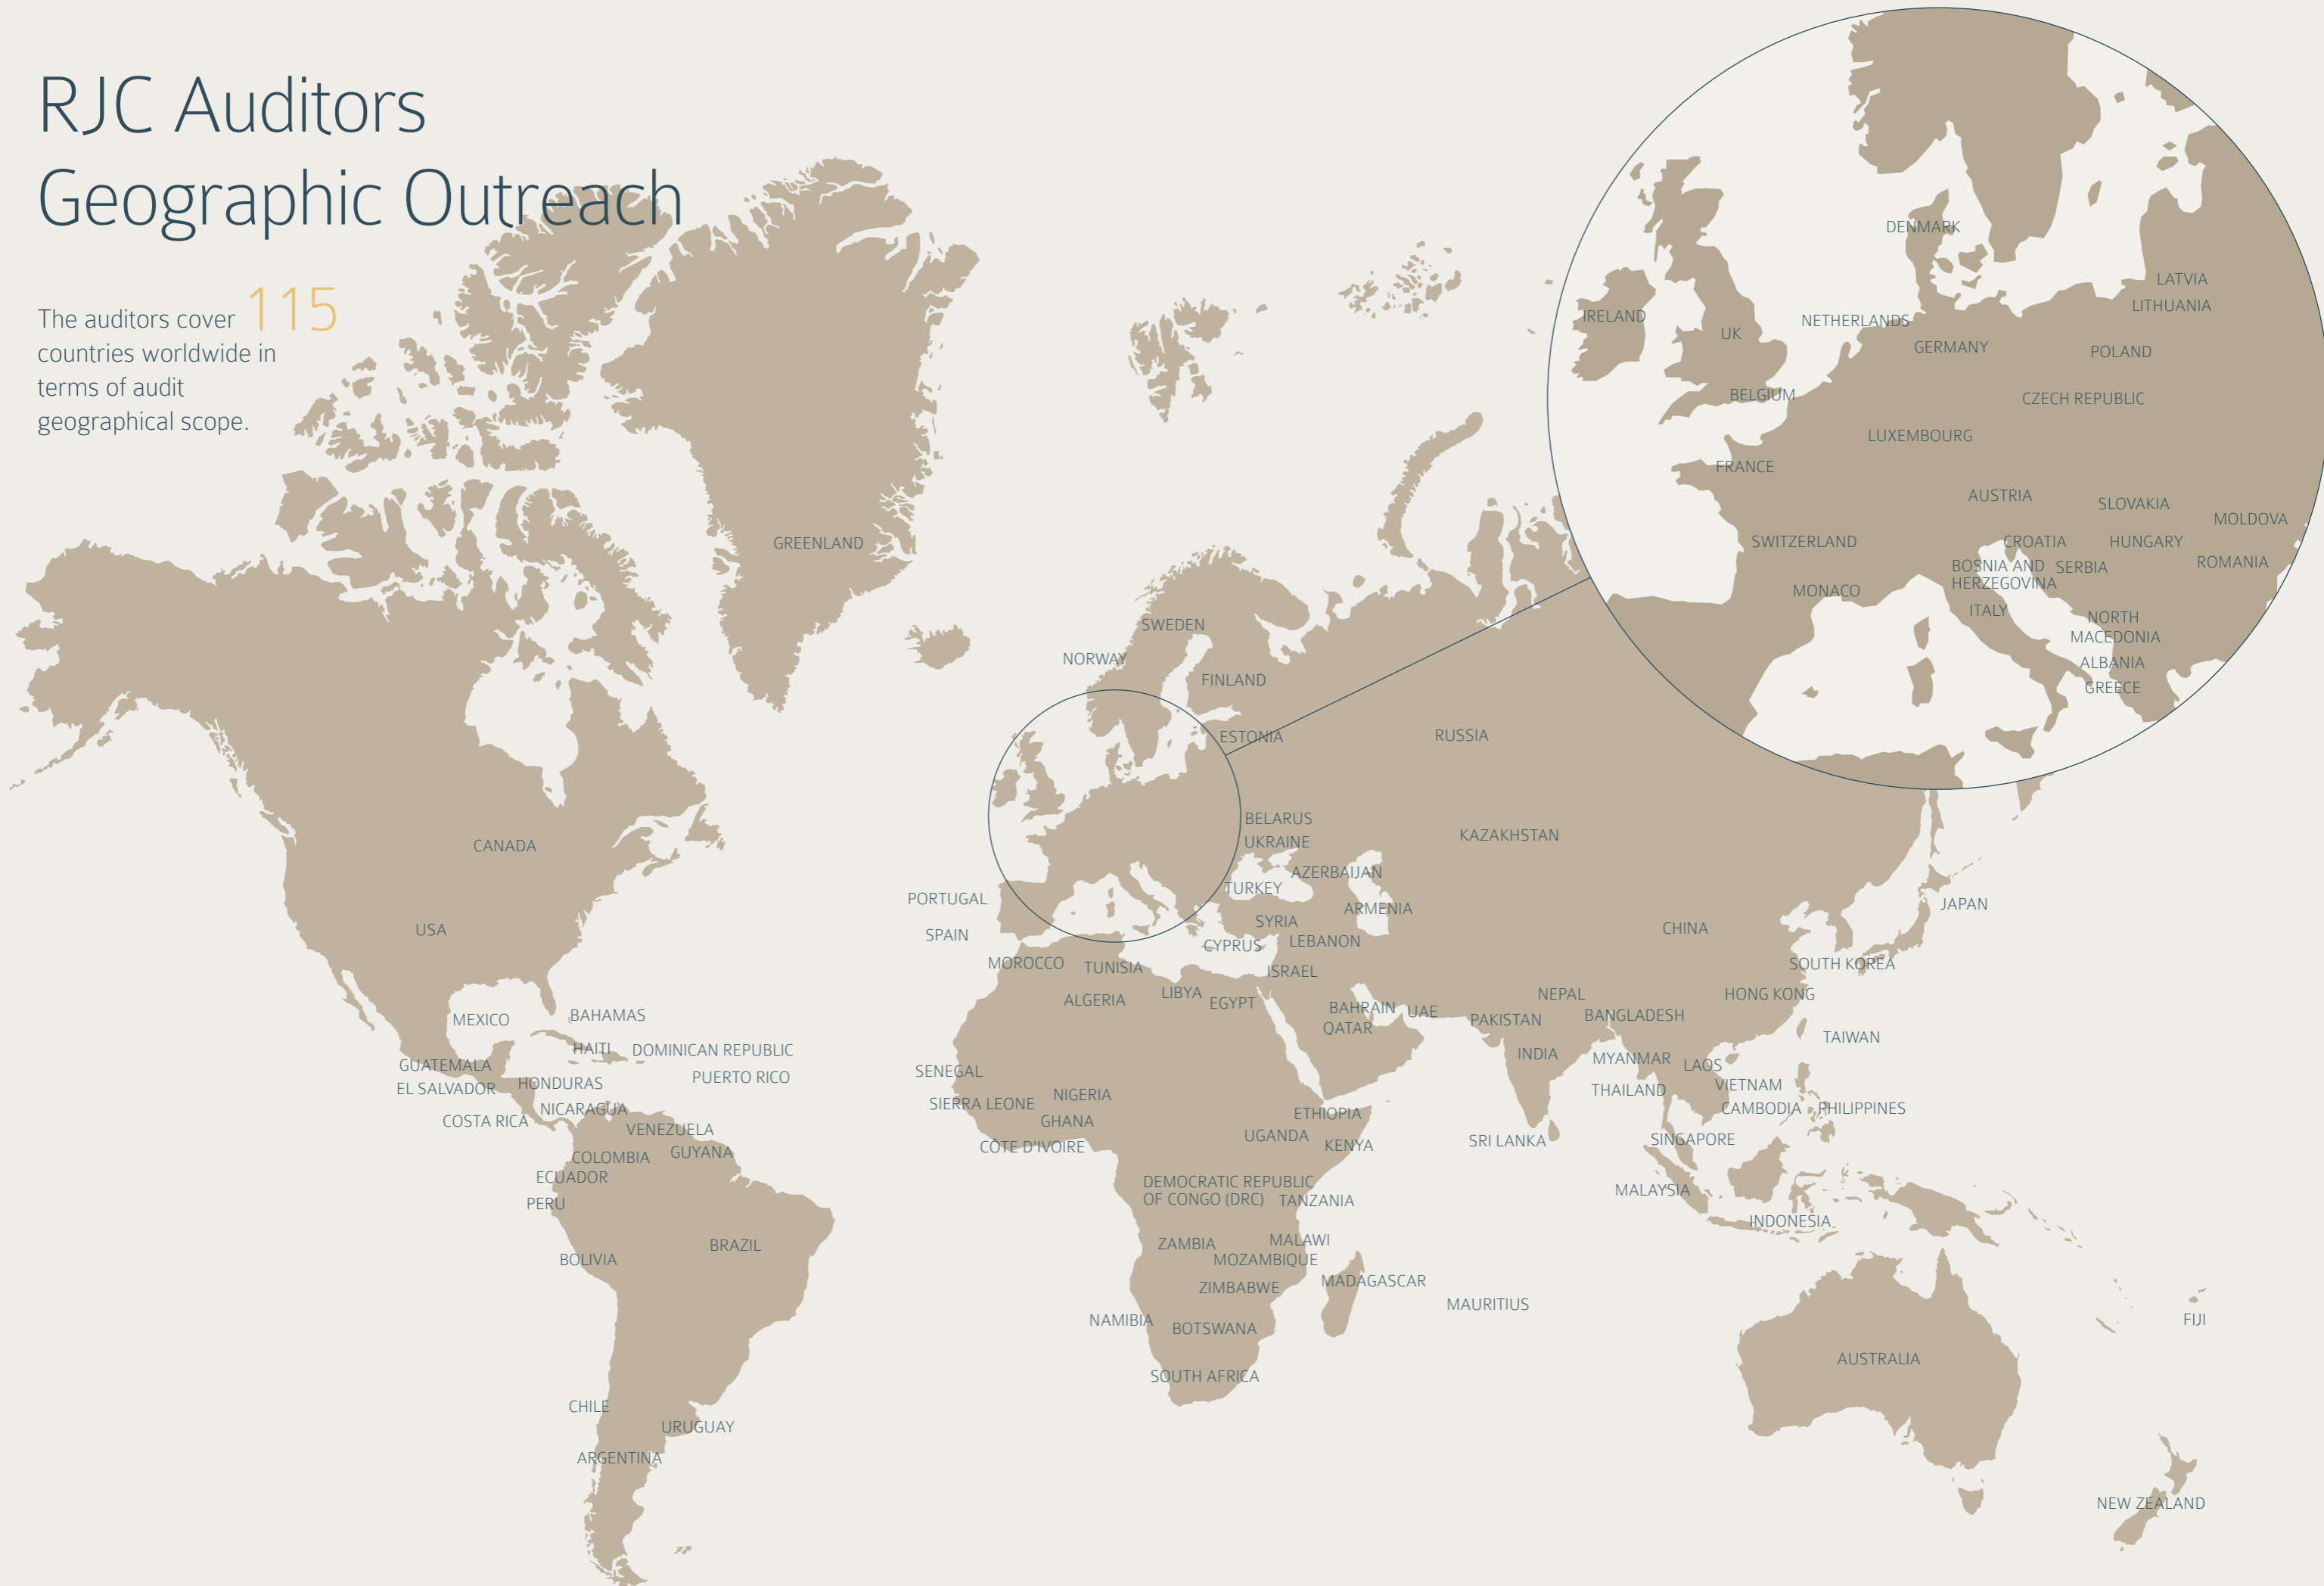 RJC Auditors
Geographic Outreach
The auditors cover 115
countries worldwide in
terms of audit
geographical scope.
GREENLAND
CANADA
USA
MEXICO
BAHAMAS
HAITI
DOMINICAN REPUBLIC
PUERTO RICO
GUATEMALA
EL SALVADOR
HONDURAS
NICARAGUA
COSTA RICA
VENEZUELA
COLOMBIA
GUYANA
ECUADOR
PERU
BRAZIL
BOLIVIA
CHILE
URUGUAY
ARGENTINA
SWEDEN
NORWAY
FINLAND
ESTONIA
RUSSIA
BELARUS
UKRAINE
KAZAKHSTAN
AZERBAIJAN
TURKEY
ARMENIA
PORTUGAL
SPAIN
SYRIA
CYPRUS
LEBANON
ISRAEL
MOROCCO
TUNISIA
ALGERIA
LIBYA
EGYPT
BAHRAIN
UAE
QATAR
SENEGAL
SIERRA LEONE
NIGERIA
GHANA
CÔTE D'IVOIRE
ETHIOPIA
UGANDA
KENYA
DEMOCRATIC REPUBLIC
OF CONGO (DRC)
TANZANIA
ZAMBIA
MALAWI
MOZAMBIQUE
ZIMBABWE
MADAGASCAR
MAURITIUS
NAMIBIA
BOTSWANA
SOUTH AFRICA
CHINA
JAPAN
SOUTH KOREA
HONG KONG
TAIWAN
NEPAL
PAKISTAN
BANGLADESH
INDIA
MYANMAR
LAOS
THAILAND
VIETNAM
CAMBODIA
PHILIPPINES
SRI LANKA
SINGAPORE
MALAYSIA
INDONESIA
AUSTRALIA
FIJI
NEW ZEALAND
DENMARK
LATVIA
LITHUANIA
IRELAND
UK
NETHERLANDS
GERMANY
POLAND
BELGIUM
CZECH REPUBLIC
LUXEMBOURG
FRANCE
AUSTRIA
SLOVAKIA
MOLDOVA
SWITZERLAND
CROATIA
HUNGARY
ROMANIA
BOSNIA AND
HERZEGOVINA
SERBIA
MONACO
ITALY
NORTH
MACEDONIA
ALBANIA
GREECE